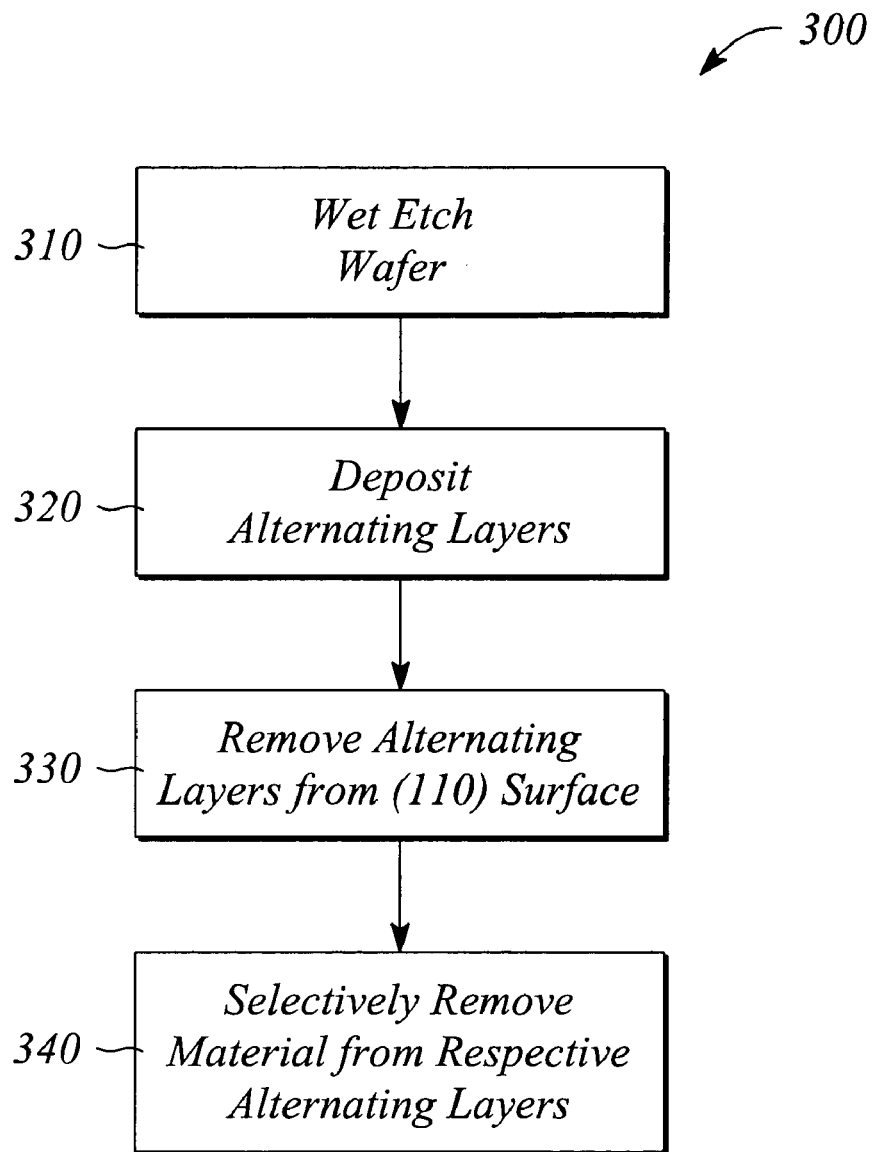 300
310
Wet Etch
Wafer
320
Deposit
Alternating Layers
330
Remove Alternating
Layers from (110) Surface
340
Selectively Remove
Material from Respective
Alternating Layers